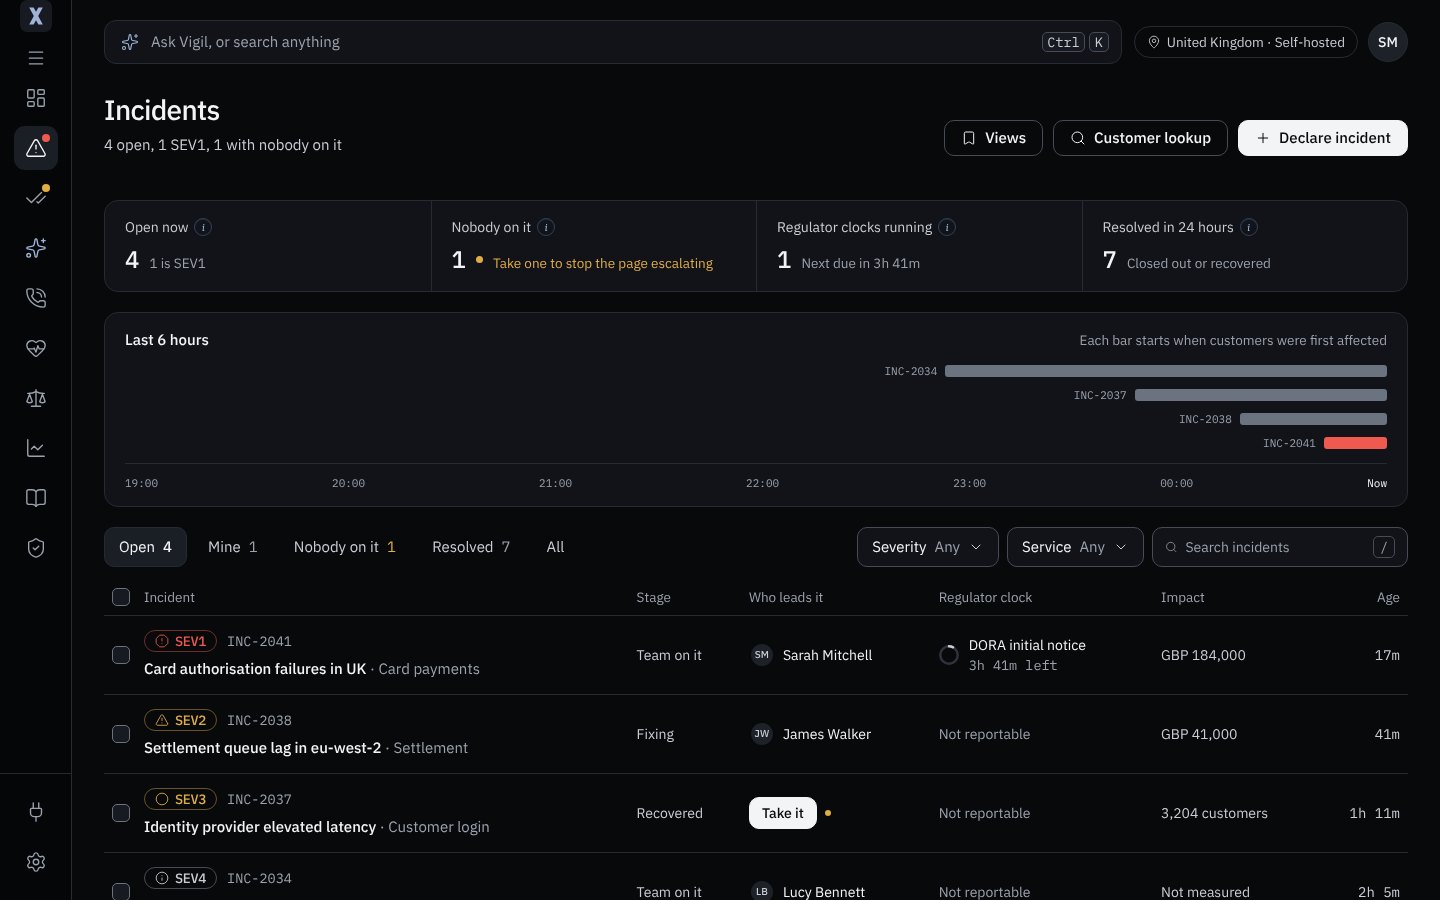 X
Ask Vigil, or search anything
Ctrl K
United Kingdom · Self-hosted
SM
Incidents
4 open, 1 SEV1, 1 with nobody on it
Views
Customer lookup
Declare incident
Open now i
4 1 is SEV1
Nobody on it i
1 Take one to stop the page escalating
Regulator clocks running i
1 Next due in 3h 41m
Resolved in 24 hours i
7 Closed out or recovered
Last 6 hours
Each bar starts when customers were first affected
INC-2034
INC-2037
INC-2038
INC-2041
19:00 20:00 21:00 22:00 23:00 00:00 Now
Open 4 Mine 1 Nobody on it 1 Resolved 7 All
Severity Any
Service Any
Search incidents /
Incident Stage Who leads it Regulator clock Impact Age
SEV1 INC-2041
Card authorisation failures in UK · Card payments
Team on it
SM Sarah Mitchell
DORA initial notice
3h 41m left
GBP 184,000
17m
SEV2 INC-2038
Settlement queue lag in eu-west-2 · Settlement
Fixing
JW James Walker
Not reportable
GBP 41,000
41m
SEV3 INC-2037
Identity provider elevated latency · Customer login
Recovered
Take it
Not reportable
3,204 customers
1h 11m
SEV4 INC-2034
Team on it
LB Lucy Bennett
Not reportable
Not measured
2h 5m